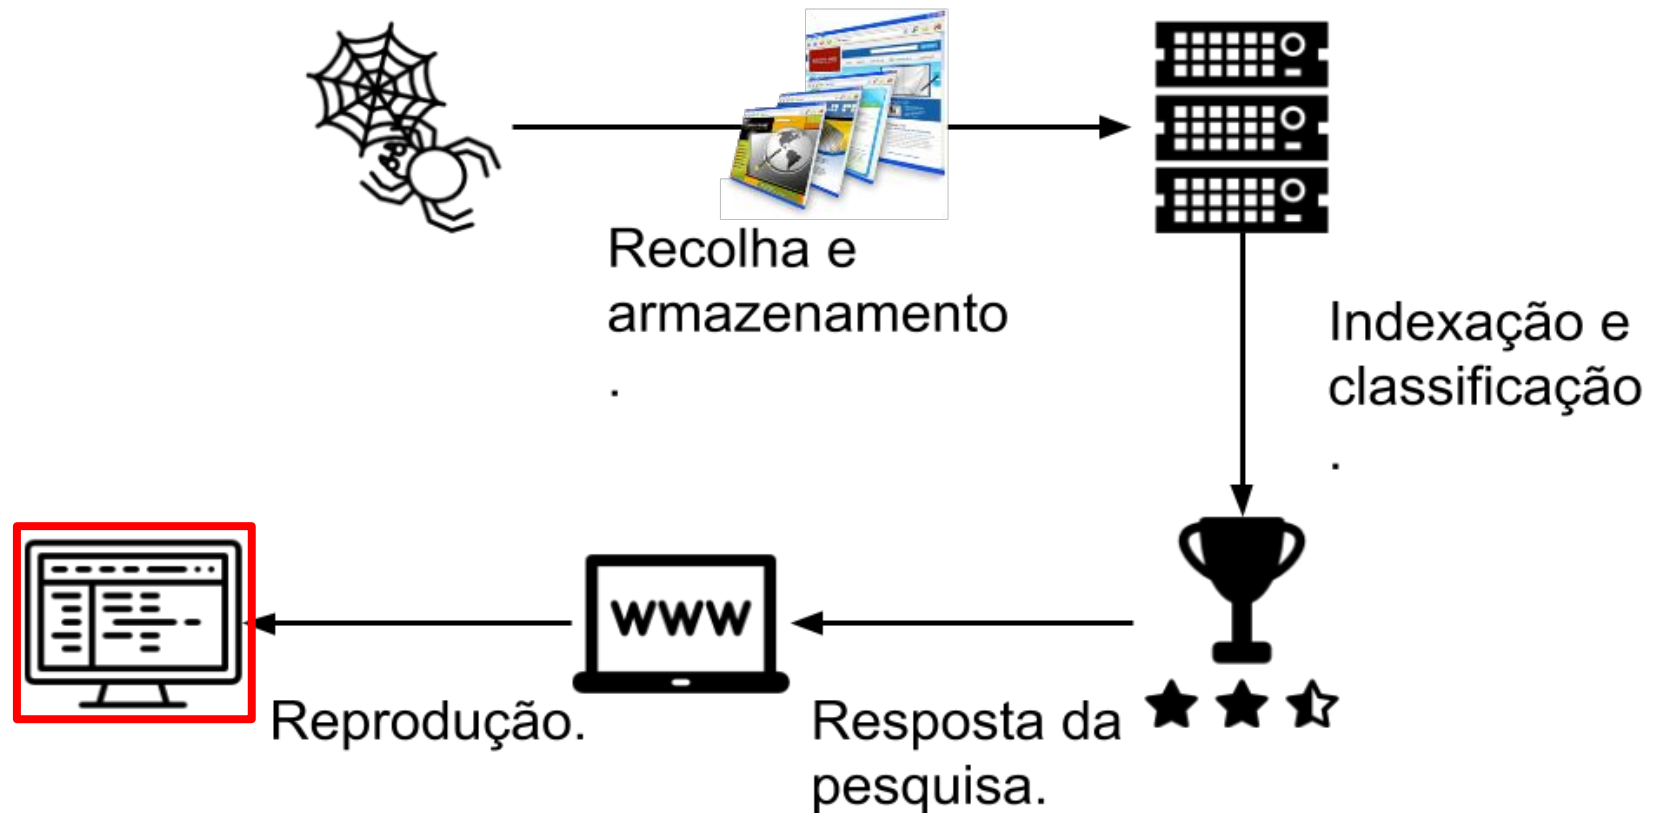 Recolha e
armazenamento
.
Indexação e
classificação
.
www
Reprodução.
Resposta da
pesquisa.